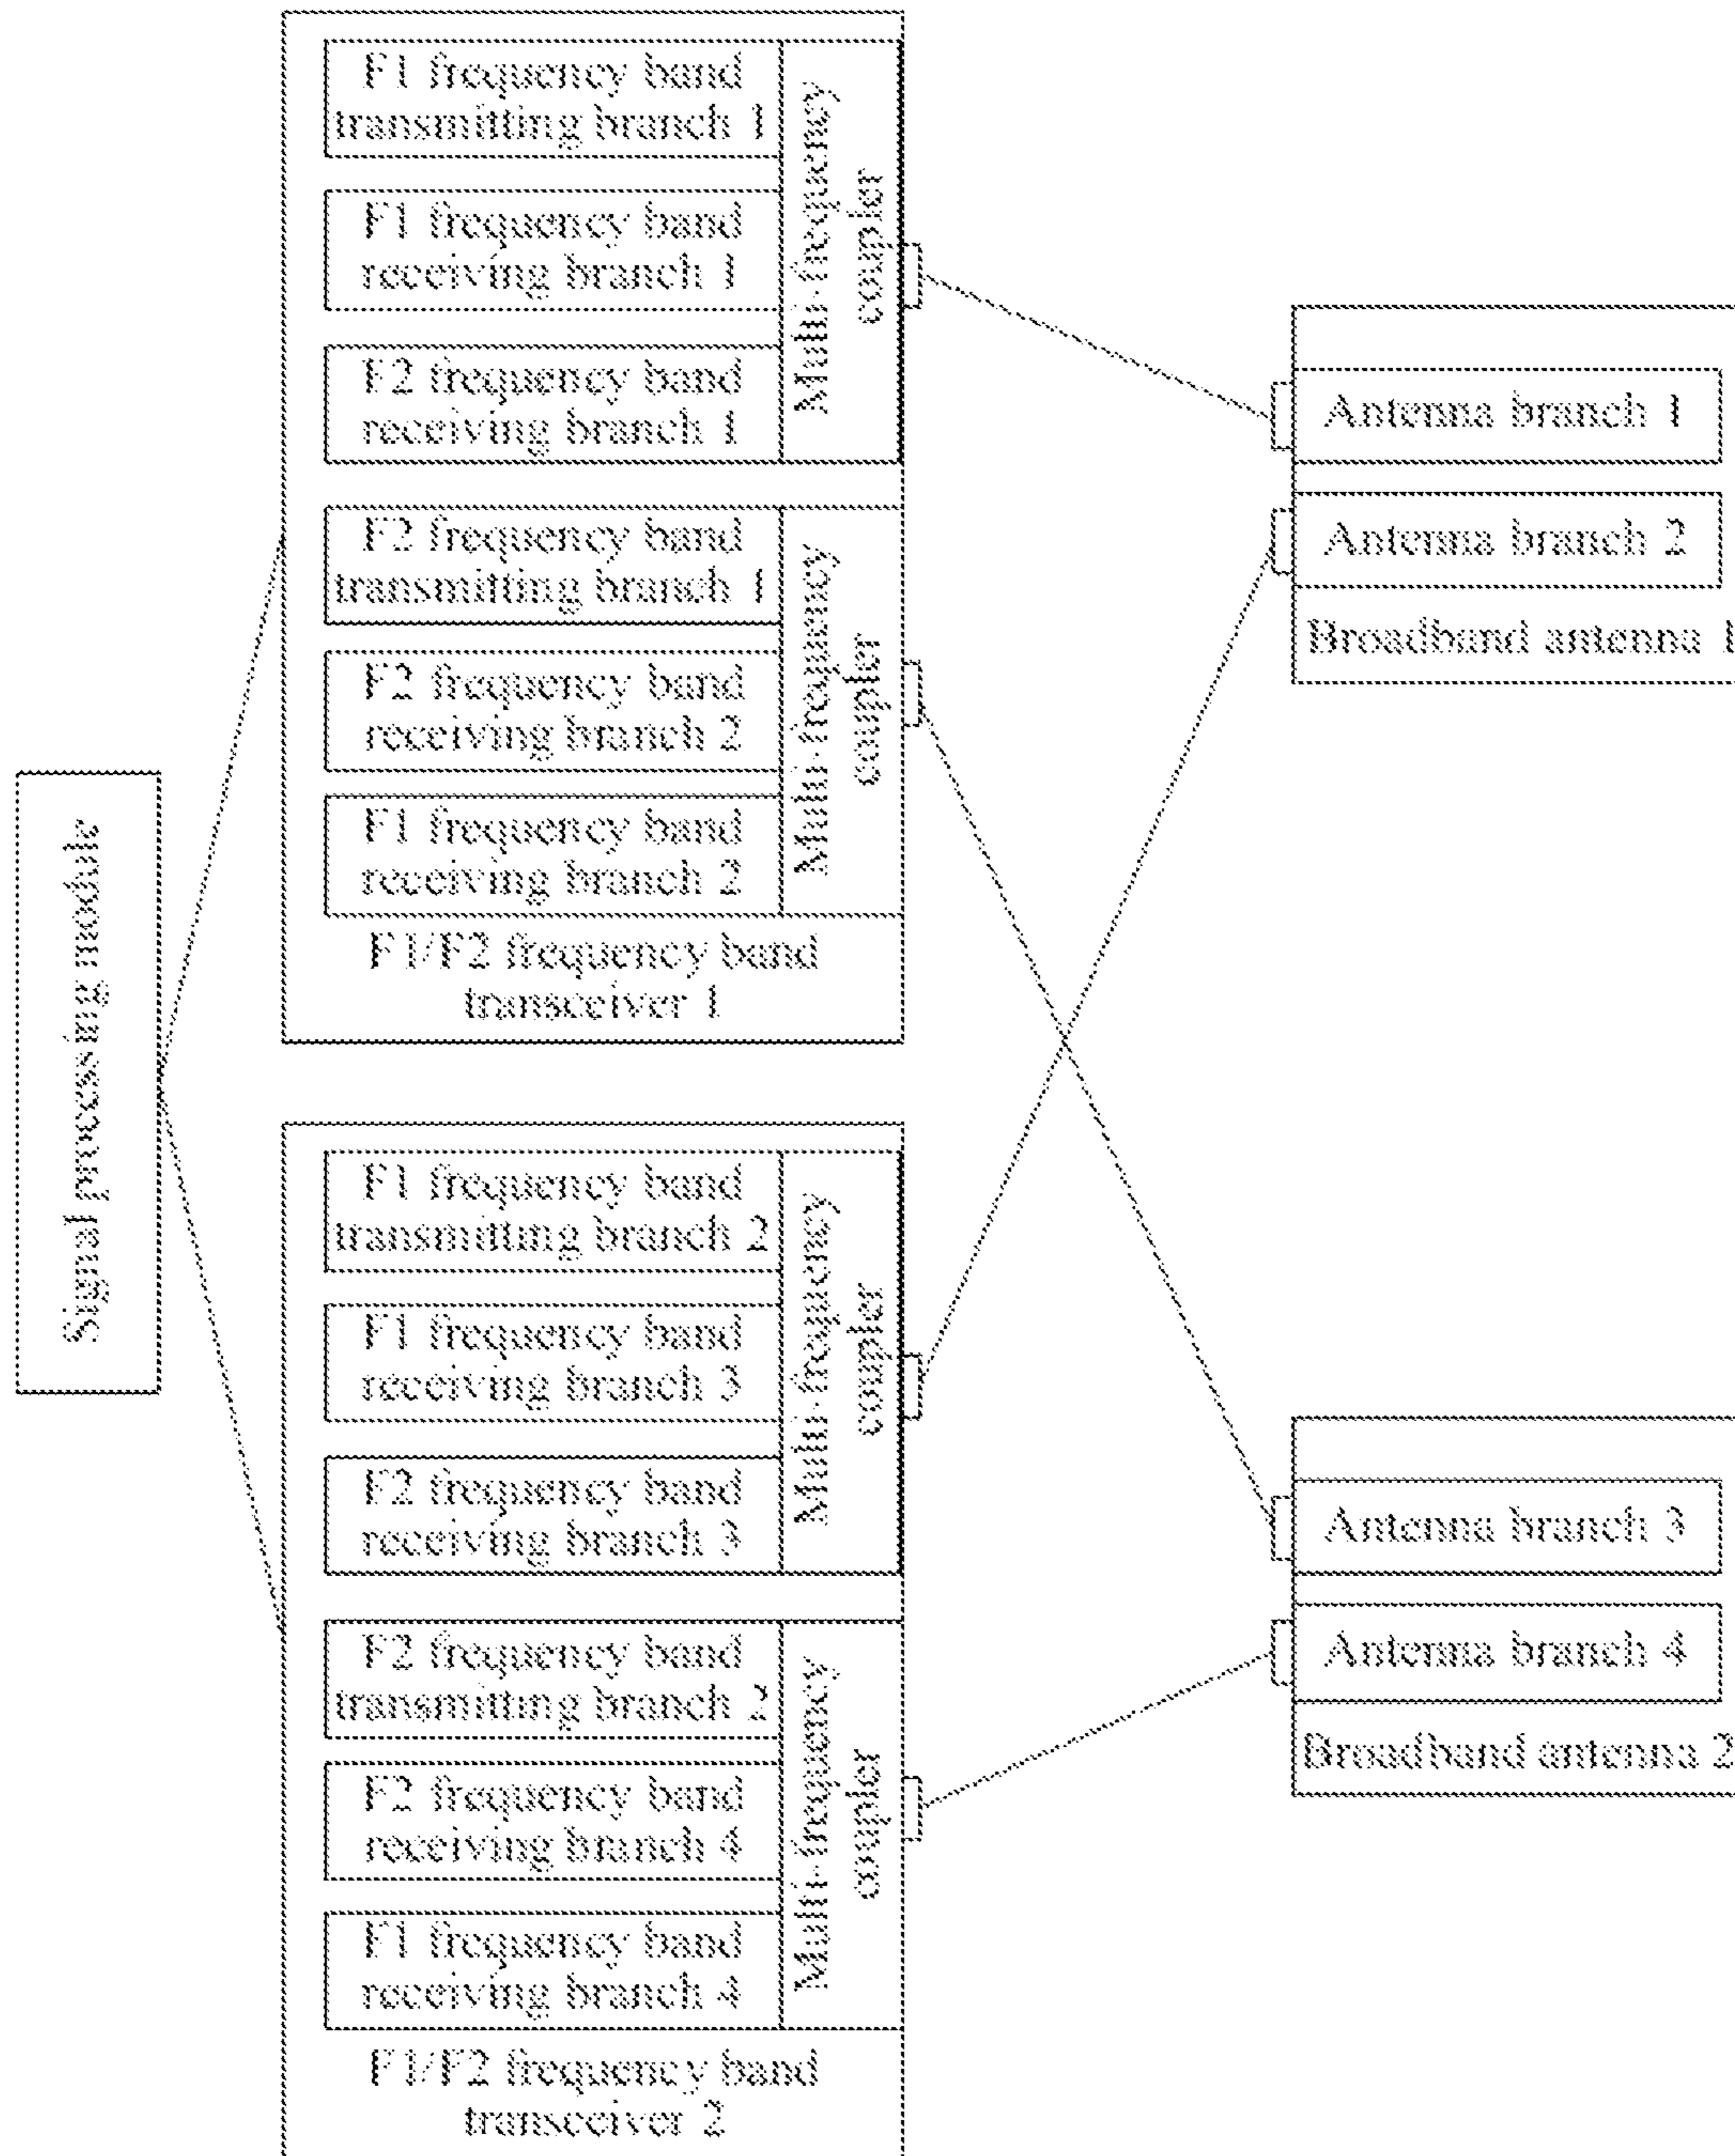 Signal processing module
F1 frequency band
transmitting branch 1
F1 frequency band
receiving branch 1
F2 frequency band
receiving branch 1
Multi-frequency
coupler
F2 frequency band
transmitting branch 1
F2 frequency band
receiving branch 2
F1 frequency band
receiving branch 2
Multi-frequency
coupler
F1/F2 frequency band
transceiver 1
F1 frequency band
transmitting branch 2
F1 frequency band
receiving branch 3
F2 frequency band
receiving branch 3
Multi-frequency
coupler
F2 frequency band
transmitting branch 2
F2 frequency band
receiving branch 4
F1 frequency band
receiving branch 4
Multi-frequency
coupler
F1/F2 frequency band
transceiver 2
Antenna branch 1
Antenna branch 2
Broadband antenna 1
Antenna branch 3
Antenna branch 4
Broadband antenna 2